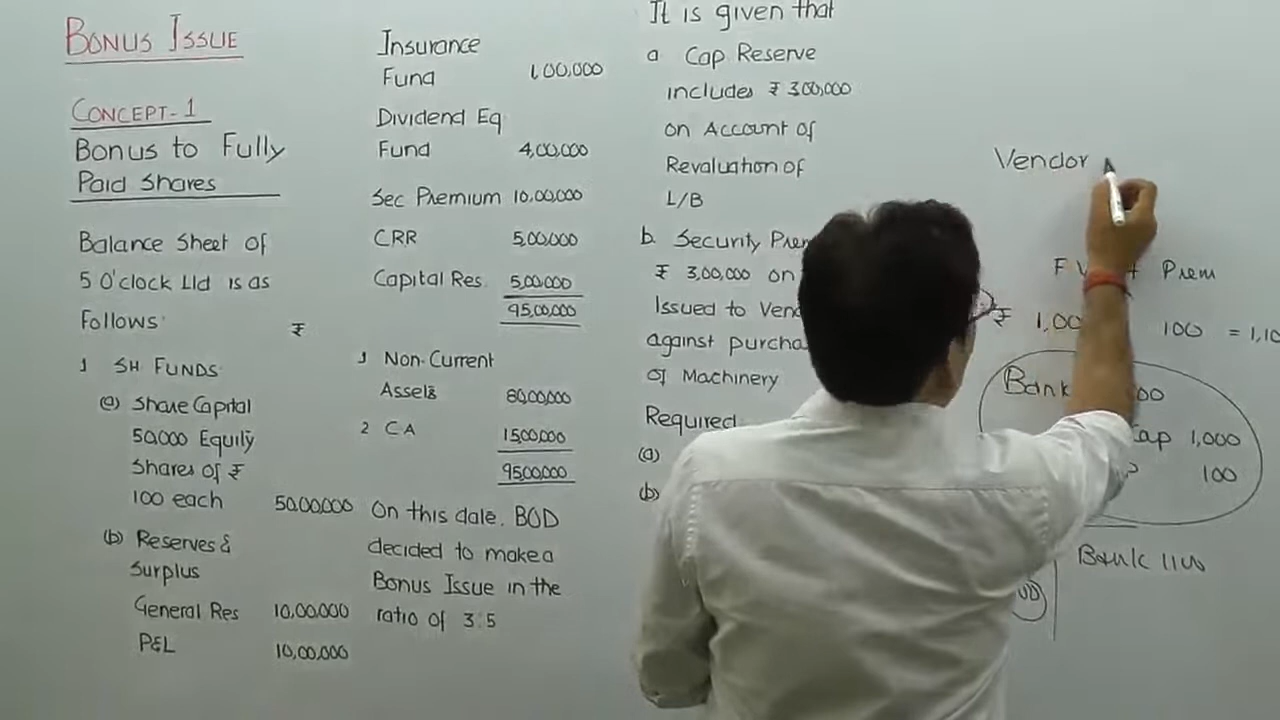 BONUS ISSUE
CONCEPT-1
Bonus to Fully
Paid Shares
Balance Sheet of
5 O'clock Ltd is as
Follows:
₹
1 SH FUNDS
(a) Share Capital
50,000 Equity
Shares of ₹
100 each 50,00,000
(b) Reserves &
Surplus
General Res 10,00,000
P&L 10,00,000
Insurance
Fund 1,00,000
Dividend Eq
Fund 4,00,000
Sec Premium 10,00,000
CRR 5,00,000
Capital Res. 5,00,000
95,00,000
1 Non-Current
Assets 80,00,000
2 CA 15,00,000
95,00,000
On this date, BOD
decided to make a
Bonus Issue in the
ratio of 3:5
It is given that
a Cap Reserve
includes ₹ 300,000
on Account of
Revaluation of
L/B
b. Security Prem
₹ 3,00,000 on
Issued to Vend
against purcha
of Machinery
Required
(a)
(b)
Vendor
F Prem
₹ 1,00 100 = 1,10
Bank 00
Cap 1,000
100
Bank 1100